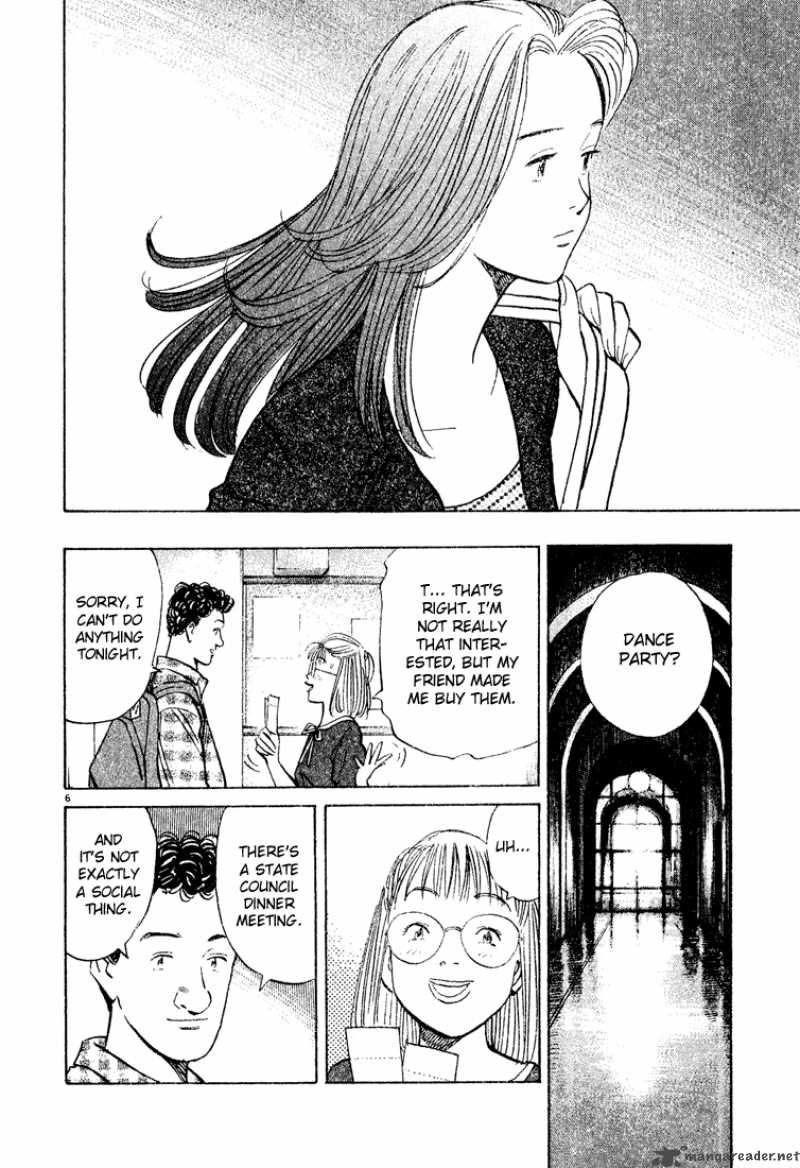 DANCE
PARTY?
T... THAT'S
RIGHT. I'M
NOT REALLY
THAT INTER-
ESTED, BUT MY
FRIEND MADE
ME BUY THEM.
SORRY, I
CAN'T DO
ANYTHING
TONIGHT.
6
UH...
THERE'S
A STATE
COUNCIL
DINNER
MEETING.
AND
IT'S NOT
EXACTLY
A SOCIAL
THING.
mangareader.net